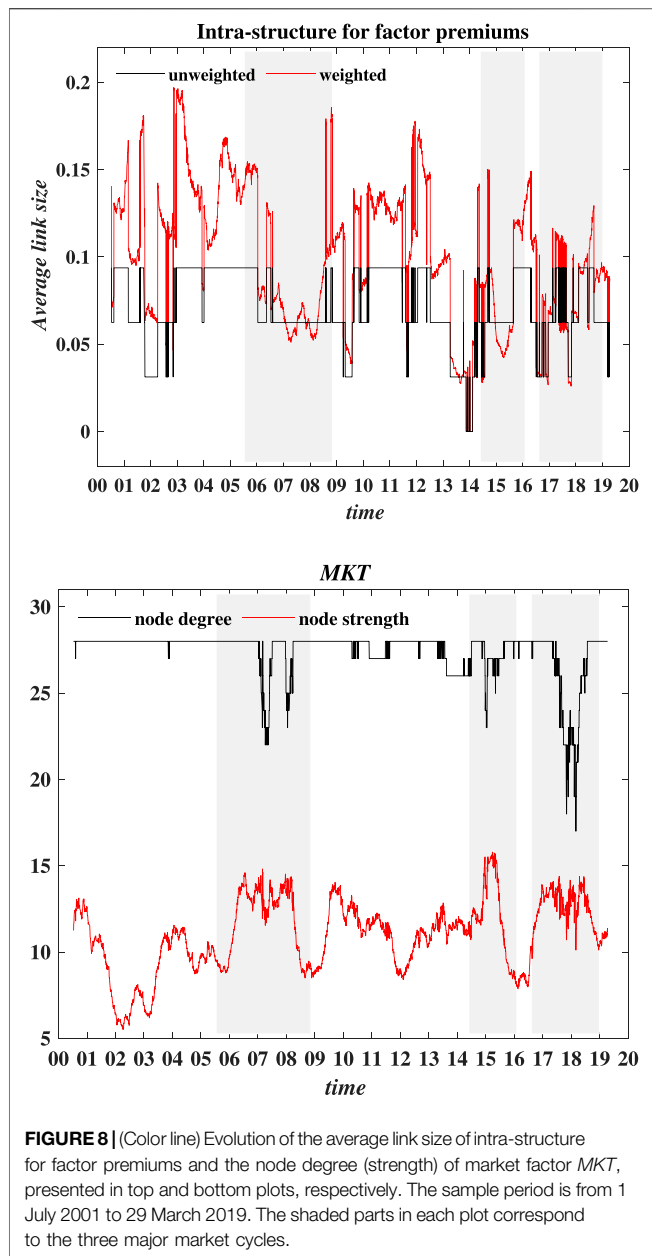 Intra-structure for factor premiums
unweighted weighted
0.2
0.15
0.1
0.05
0
Average link size
00 01 02 03 04 05 06 07 08 09 10 11 12 13 14 15 16 17 18 19 20
time
MKT
node degree node strength
30
25
20
15
10
5
00 01 02 03 04 05 06 07 08 09 10 11 12 13 14 15 16 17 18 19 20
time
FIGURE 8 | (Color line) Evolution of the average link size of intra-structure
for factor premiums and the node degree (strength) of market factor MKT,
presented in top and bottom plots, respectively. The sample period is from 1
July 2001 to 29 March 2019. The shaded parts in each plot correspond
to the three major market cycles.